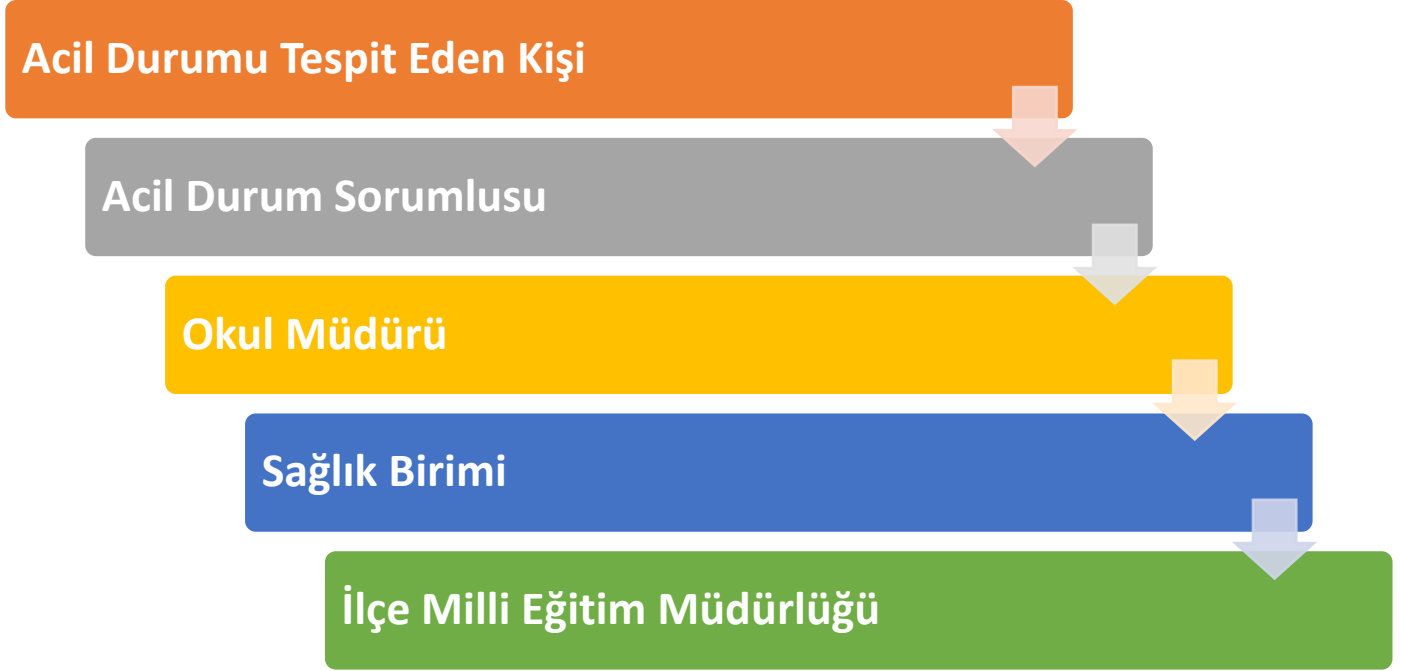 Acil Durumu Tespit Eden Kişi
Acil Durum Sorumlusu
Okul Müdürü
Sağlık Birimi
İlçe Milli Eğitim Müdürlüğü